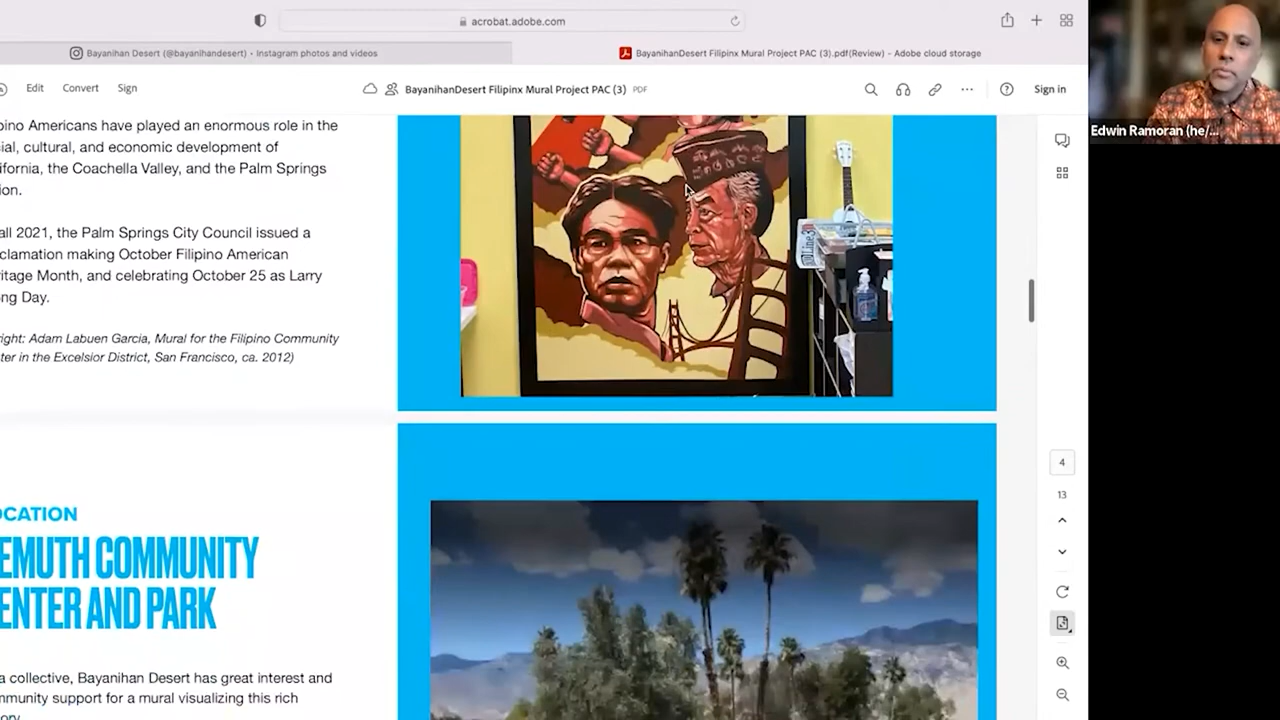 acrobat.adobe.com
Bayanihan Desert (@bayanihandesert) • Instagram photos and videos
BayanihanDesert Filipinx Mural Project PAC (3).pdf(Review) – Adobe cloud storage
Edit Convert Sign
BayanihanDesert Filipinx Mural Project PAC (3) PDF
Sign in
Edwin Ramoran (he/...
pino Americans have played an enormous role in the
cial, cultural, and economic development of
lifornia, the Coachella Valley, and the Palm Springs
ion.
all 2021, the Palm Springs City Council issued a
clamation making October Filipino American
ritage Month, and celebrating October 25 as Larry
ong Day.
right: Adam Labuen Garcia, Mural for the Filipino Community
ter in the Excelsior District, San Francisco, ca. 2012)
4
13
OCATION
EMUTH COMMUNITY
ENTER AND PARK
a collective, Bayanihan Desert has great interest and
mmunity support for a mural visualizing this rich